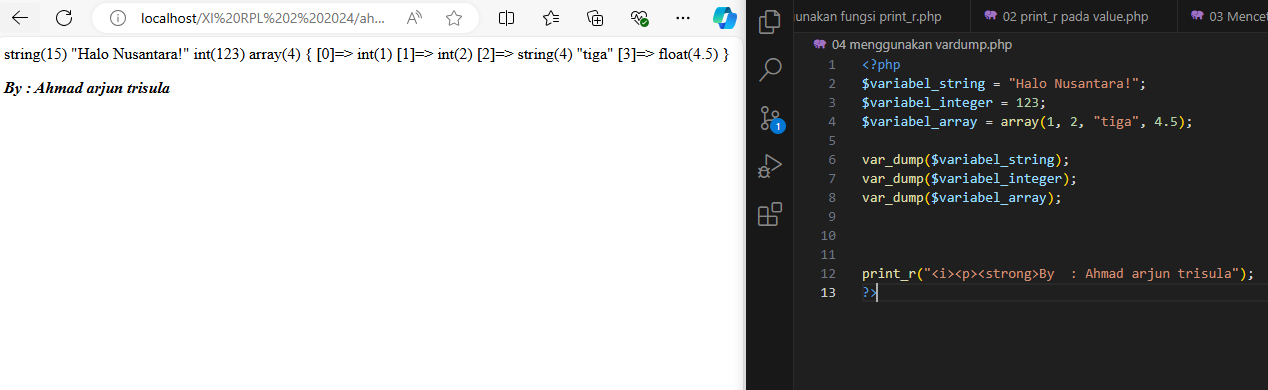 localhost/XI%20RPL%202%202024/ah...
string(15) "Halo Nusantara!" int(123) array(4) { [0]=> int(1) [1]=> int(2) [2]=> string(4) "tiga" [3]=> float(4.5) }
By : Ahmad arjun trisula
unakan fungsi print_r.php
02 print_r pada value.php
03 Mencet
04 menggunakan vardump.php
1 <?php
2 $variabel_string = "Halo Nusantara!";
3 $variabel_integer = 123;
4 $variabel_array = array(1, 2, "tiga", 4.5);
5
6 var_dump($variabel_string);
7 var_dump($variabel_integer);
8 var_dump($variabel_array);
9
10
11
12 print_r("<i><p><strong>By  : Ahmad arjun trisula");
13 ?>
1